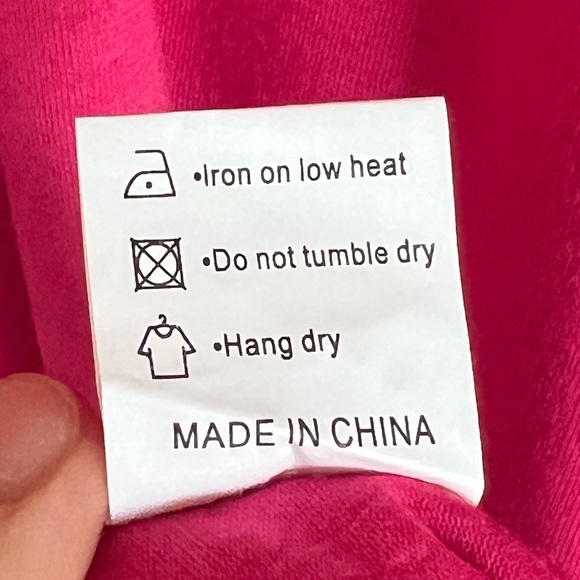 •Iron on low heat
•Do not tumble dry
•Hang dry
MADE IN CHINA